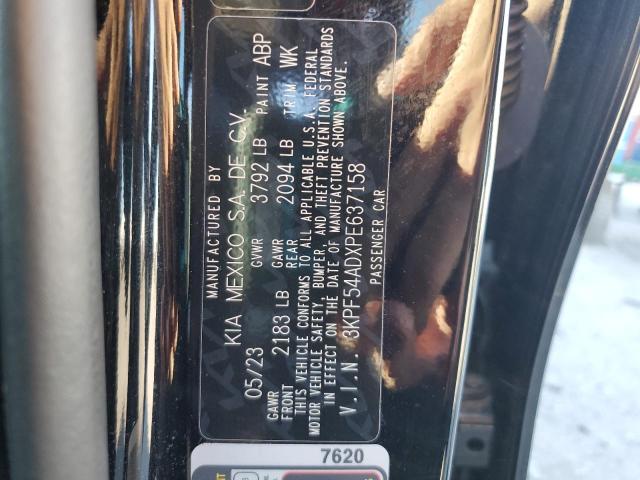 MANUFACTURED BY
KIA MEXICO S.A. DE C.V.
05/23 GVWR 3792 LB PAINT ABP
GAWR FRONT 2183 LB GAWR REAR 2094 LB TRIM WK
THIS VEHICLE CONFORMS TO ALL APPLICABLE U.S.A. FEDERAL
MOTOR VEHICLE SAFETY, BUMPER, AND THEFT PREVENTION STANDARDS
IN EFFECT ON THE DATE OF MANUFACTURE SHOWN ABOVE.
V.I.N. 3KPF54ADXPE637158
PASSENGER CAR
7620